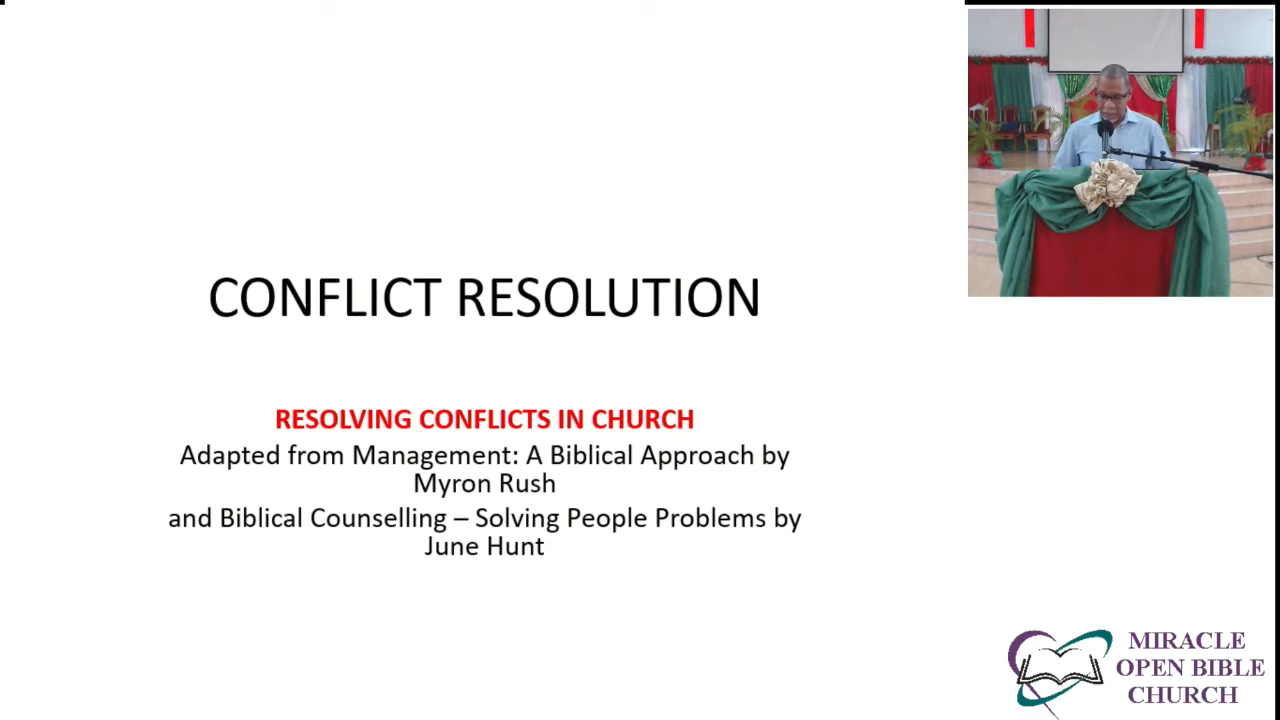 CONFLICT RESOLUTION
RESOLVING CONFLICTS IN CHURCH
Adapted from Management: A Biblical Approach by
Myron Rush
and Biblical Counselling – Solving People Problems by
June Hunt
MIRACLE
OPEN BIBLE
CHURCH